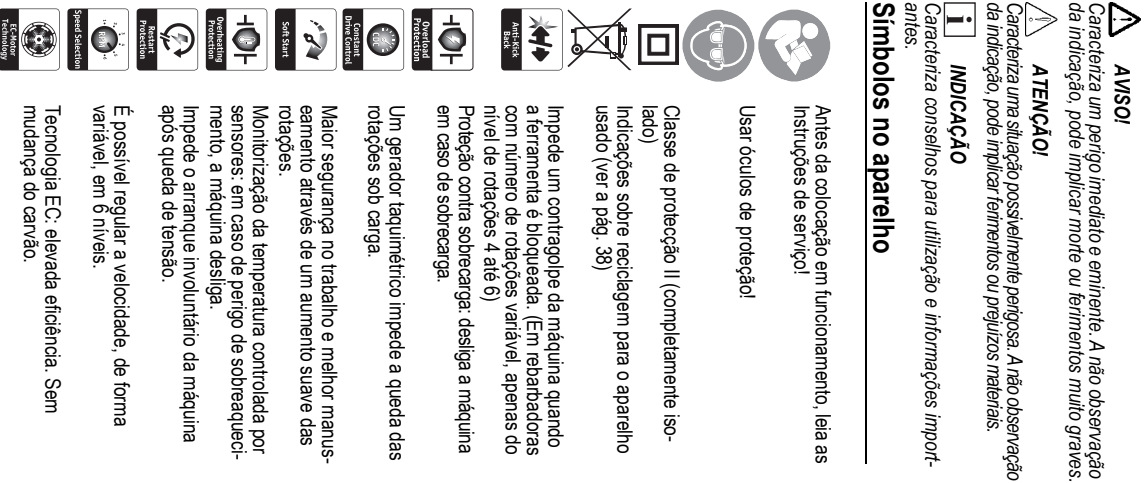 AVISO!
Caracteriza um perigo imediato e eminente. A não observação
da indicação, pode implicar morte ou ferimentos muito graves.
ATENÇÃO!
Caracteriza uma situação possivelmente perigosa. A não observação
da indicação, pode implicar ferimentos ou prejuízos materiais.
INDICAÇÃO
Caracteriza conselhos para utilização e informações import-
antes.
Símbolos no aparelho
Antes da colocação em funcionamento, leia as
Instruções de serviço!
Usar óculos de proteção!
Classe de protecção II (completamente iso-
lado)
Indicações sobre reciclagem para o aparelho
usado (ver a pág. 38)
Anti-Kick
Back
Impede um contragolpe da máquina quando
a ferramenta é bloqueada. (Em rebarbadoras
com número de rotações variável, apenas do
nível de rotações 4 até 6)
Overload
Protection
Proteção contra sobrecarga: desliga a máquina
em caso de sobrecarga.
CDC
Constant
Drive Control
Um gerador taquimétrico impede a queda das
rotações sob carga.
Soft Start
Maior segurança no trabalho e melhor manus-
eamento através de um aumento suave das
rotações.
Overheating
Protection
Monitorização da temperatura controlada por
sensores: em caso de perigo de sobreaqueci-
mento, a máquina desliga.
Restart
Protection
Impede o arranque involuntário da máquina
após queda de tensão.
RPM
Speed Selection
É possível regular a velocidade, de forma
variável, em 6 níveis.
EC-Motor
Technology
Tecnologia EC: elevada eficiência. Sem
mudança do carvão.